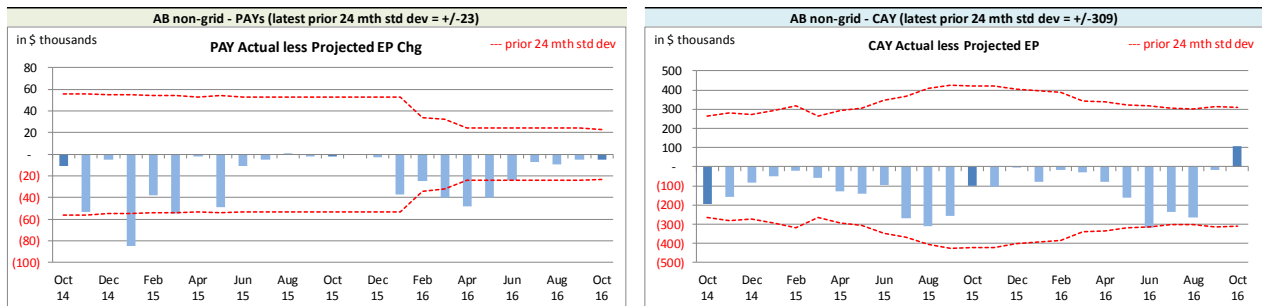 AB non-grid - PAYs (latest prior 24 mth std dev = +/-23)
in $ thousands
PAY Actual less Projected EP Chg
--- prior 24 mth std dev
80
60
40
20
-
(20)
(40)
(60)
(80)
(100)
Oct Dec Feb Apr Jun Aug Oct Dec Feb Apr Jun Aug Oct
14 14 15 15 15 15 15 15 16 16 16 16 16
AB non-grid - CAY (latest prior 24 mth std dev = +/-309)
in $ thousands
CAY Actual less Projected EP
--- prior 24 mth std dev
500
400
300
200
100
-
(100)
(200)
(300)
(400)
(500)
Oct Dec Feb Apr Jun Aug Oct Dec Feb Apr Jun Aug Oct
14 14 15 15 15 15 15 15 16 16 16 16 16